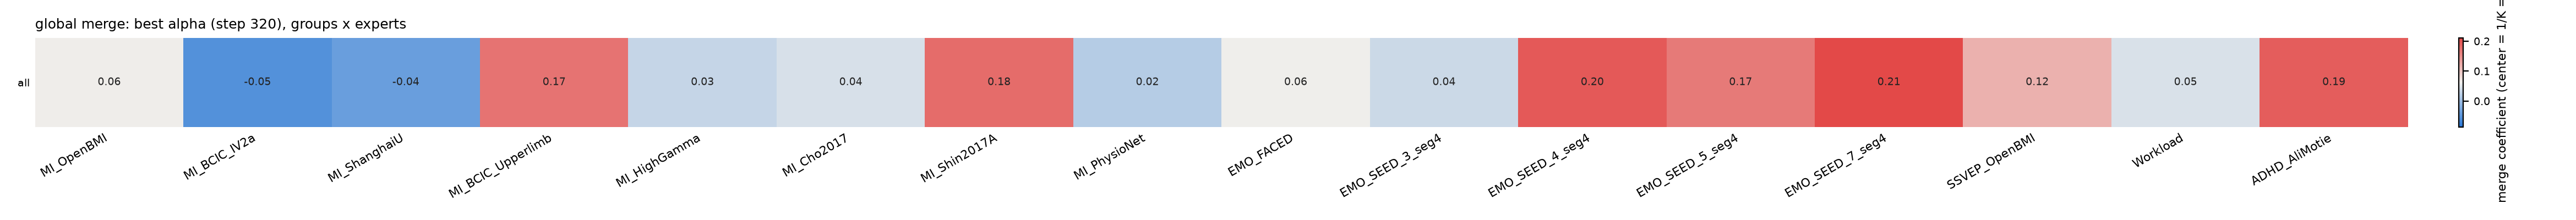 global merge: best alpha (step 320), groups x experts
all
0.06 -0.05 -0.04 0.17 0.03 0.04 0.18 0.02 0.06 0.04 0.20 0.17 0.21 0.12 0.05 0.19
MI_OpenBMI MI_BCIC_IV2a MI_ShanghaiU MI_BCIC_Upperlimb MI_HighGamma MI_Cho2017 MI_Shin2017A MI_PhysioNet EMO_FACED EMO_SEED_3_seg4 EMO_SEED_4_seg4 EMO_SEED_5_seg4 EMO_SEED_7_seg4 SSVEP_OpenBMI Workload ADHD_AliMotie
0.2
0.1
0.0
merge coefficient (center = 1/K =